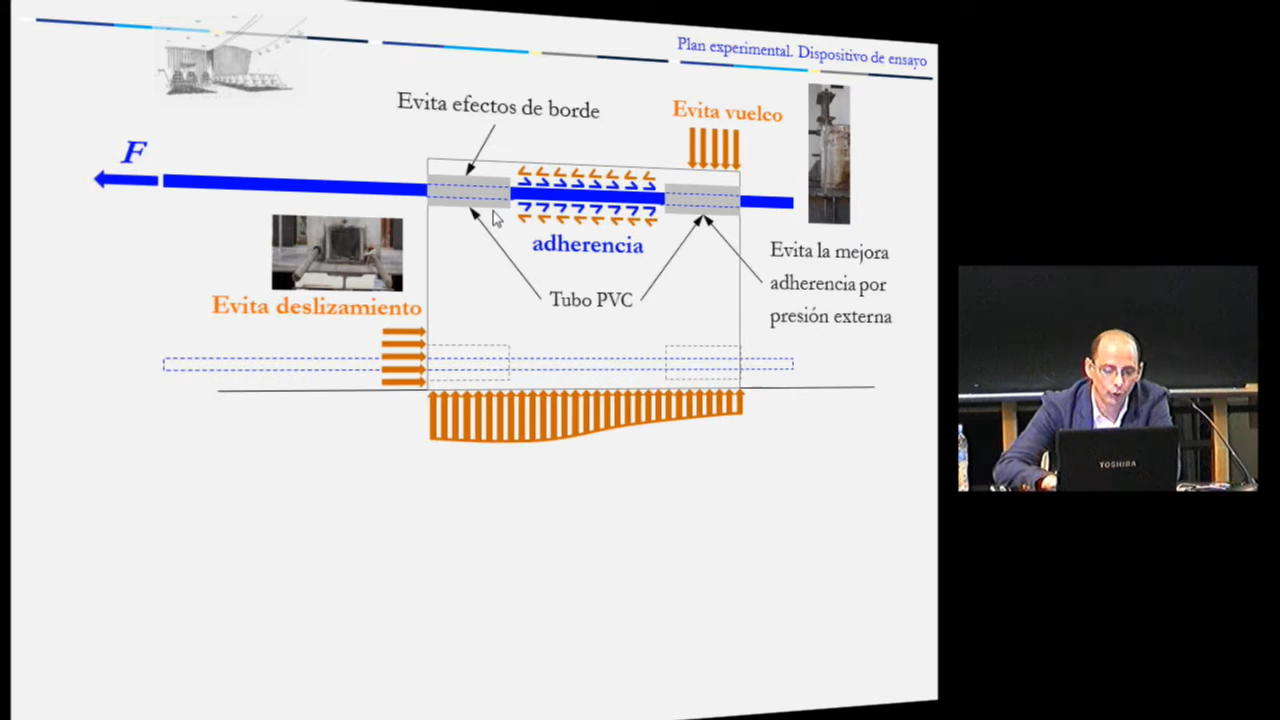 Plan experimental. Dispositivo de ensayo
Evita efectos de borde
Evita vuelco
F
adherencia
Evita la mejora
adherencia por
presión externa
Tubo PVC
Evita deslizamiento
TOSHIBA